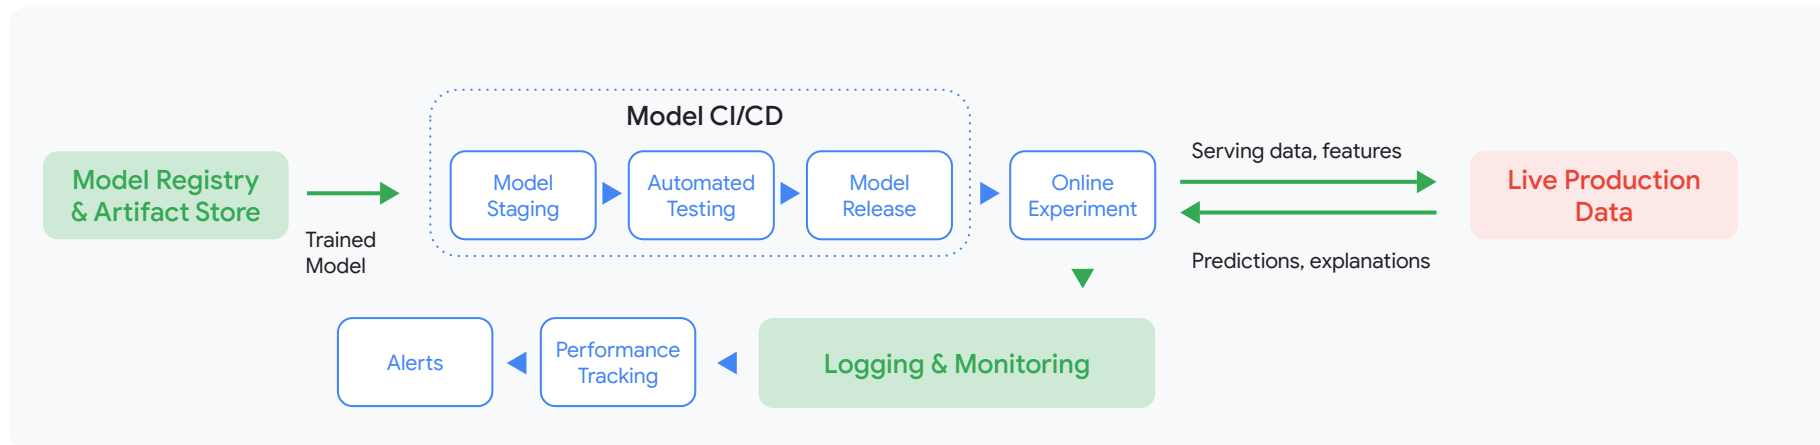 Model CI/CD
Model Registry
& Artifact Store
Trained
Model
Model
Staging
Automated
Testing
Model
Release
Online
Experiment
Serving data, features
Predictions, explanations
Live Production
Data
Alerts
Performance
Tracking
Logging & Monitoring